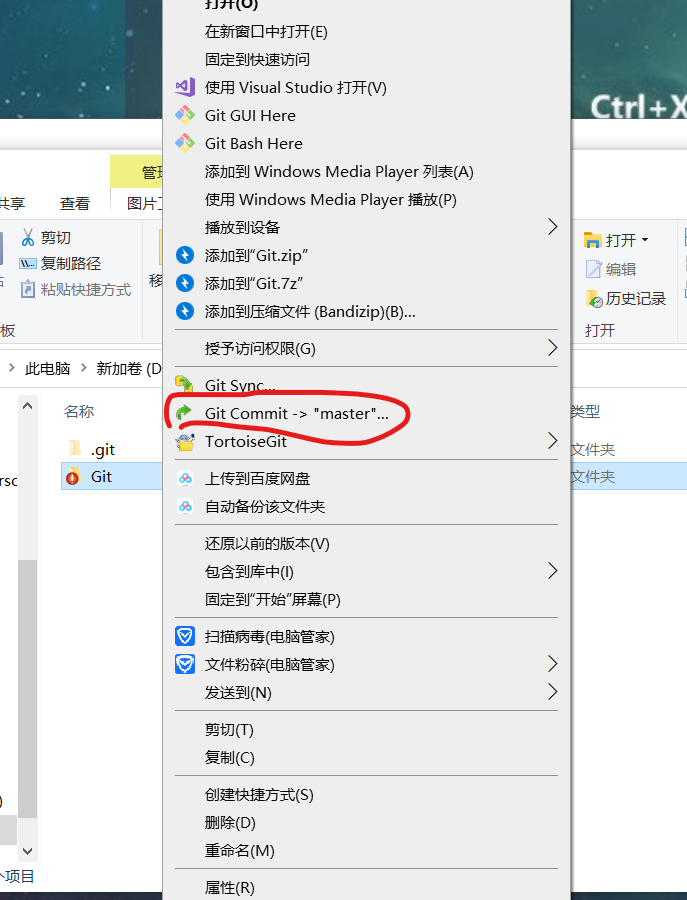 打开(O)
在新窗口中打开(E)
固定到快速访问
使用 Visual Studio 打开(V)
Git GUI Here
Git Bash Here
添加到 Windows Media Player 列表(A)
使用 Windows Media Player 播放(P)
播放到设备
添加到“Git.zip”
添加到“Git.7z”
添加到压缩文件 (Bandizip)(B)...
授予访问权限(G)
Git Sync...
Git Commit -> "master"...
TortoiseGit
上传到百度网盘
自动备份该文件夹
还原以前的版本(V)
包含到库中(I)
固定到“开始”屏幕(P)
扫描病毒(电脑管家)
文件粉碎(电脑管家)
发送到(N)
剪切(T)
复制(C)
创建快捷方式(S)
删除(D)
重命名(M)
属性(R)
Ctrl+X
共享
查看
图片
剪切
复制路径
粘贴快捷方式
板
此电脑
新加卷 (D
名称
.git
Git
项目
打开
编辑
历史记录
打开
类型
文件夹
文件夹